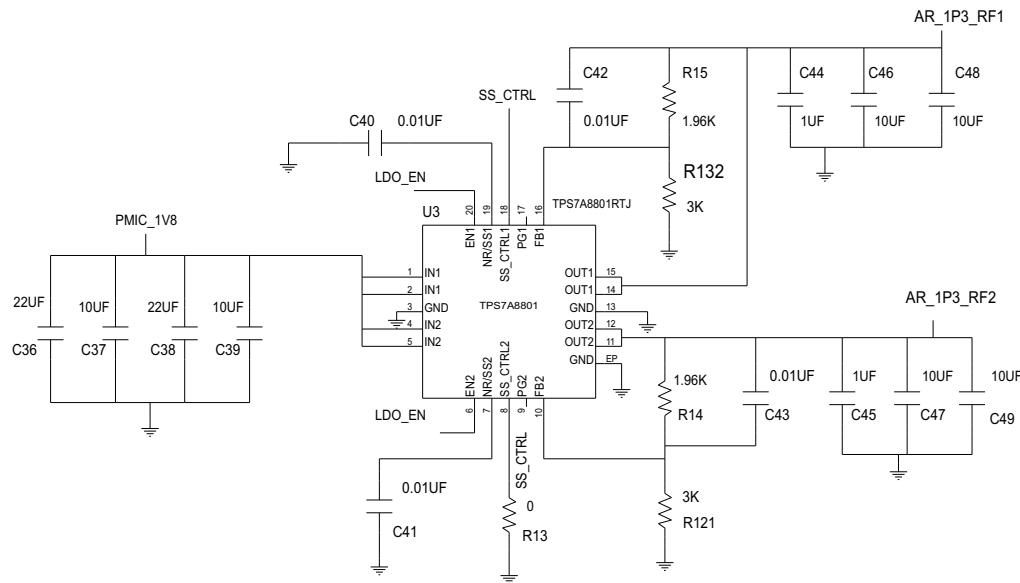 AR_1P3_RF1
C42
R15
C44
C46
C48
SS_CTRL
0.01UF
1.96K
1UF
10UF
10UF
C40
0.01UF
LDO_EN
R132
3K
U3
TPS7A8801RTJ
20
19
18
17
16
EN1
NR/SS1
SS_CTRL1
PG1
FB1
PMIC_1V8
1
IN1
OUT1
15
2
IN1
OUT1
14
3
GND
TPS7A8801
GND
13
4
IN2
OUT2
12
5
IN2
OUT2
11
GND
EP
AR_1P3_RF2
22UF
10UF
22UF
10UF
C36
C37
C38
C39
EN2
NR/SS2
SS_CTRL2
PG2
FB2
6
7
8
9
10
LDO_EN
SS_CTRL
1.96K
0.01UF
1UF
10UF
10UF
R14
C43
C45
C47
C49
0.01UF
C41
0
R13
3K
R121